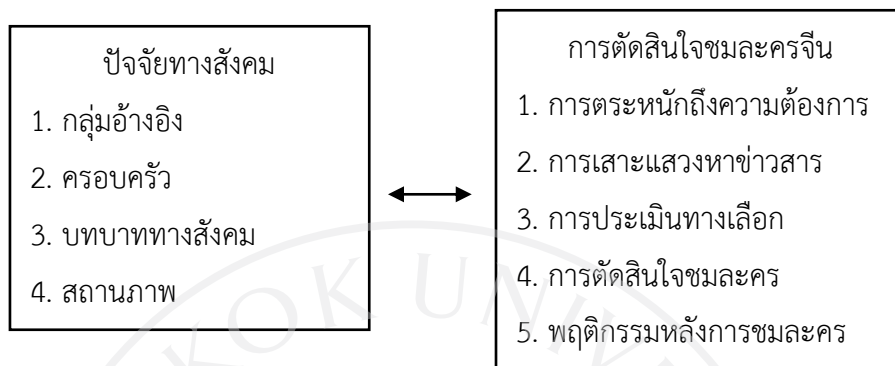 ปัจจัยทางสังคม
1. กลุ่มอ้างอิง
2. ครอบครัว
3. บทบาททางสังคม
4. สถานภาพ
การตัดสินใจชมละครจีน
1. การตระหนักถึงความต้องการ
2. การเสาะแสวงหาข่าวสาร
3. การประเมินทางเลือก
4. การตัดสินใจชมละคร
5. พฤติกรรมหลังการชมละคร